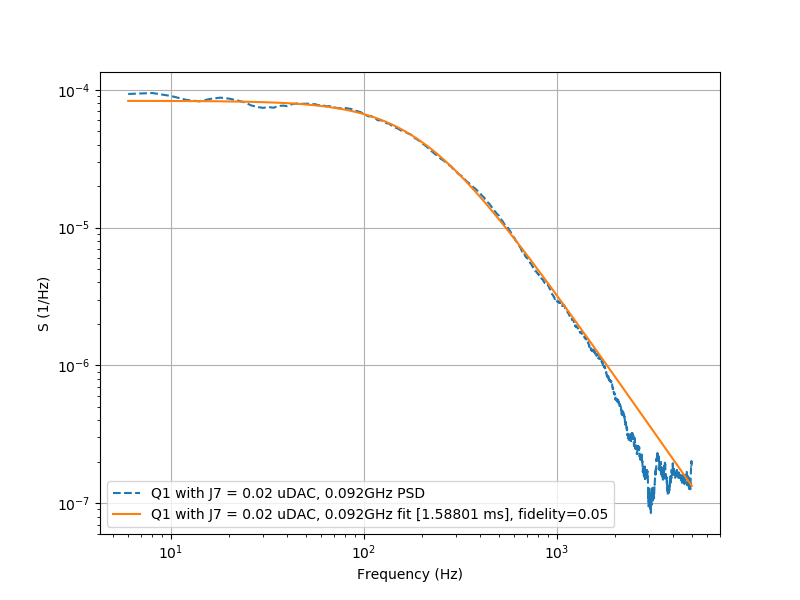 10⁻⁴
10⁻⁵
10⁻⁶
10⁻⁷
S (1/Hz)
Q1 with J7 = 0.02 uDAC, 0.092GHz PSD
Q1 with J7 = 0.02 uDAC, 0.092GHz fit [1.58801 ms], fidelity=0.05
10¹ 10² 10³
Frequency (Hz)